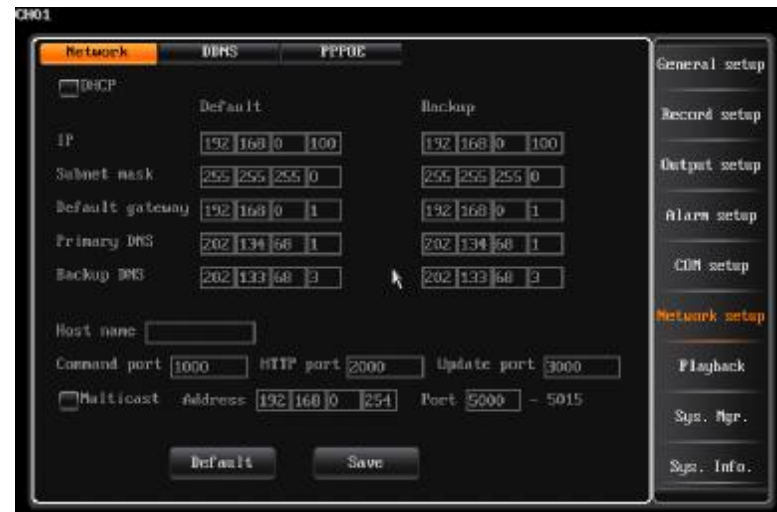 CH01
Network DDNS PPPOE
DHCP
Default Backup
IP 192 168 0 100 192 168 0 100
Subnet mask 255 255 255 0 255 255 255 0
Default gateway 192 168 0 1 192 168 0 1
Primary DNS 202 134 68 1 202 134 68 1
Backup DNS 202 133 68 3 202 133 68 3
Host name
Command port 1000 HTTP port 2000 Update port 3000
Multicast Address 192 168 0 254 Port 5000 - 5015
Default Save
General setup
Record setup
Output setup
Alarm setup
COM setup
Network setup
Playback
Sys. Mgr.
Sys. Info.